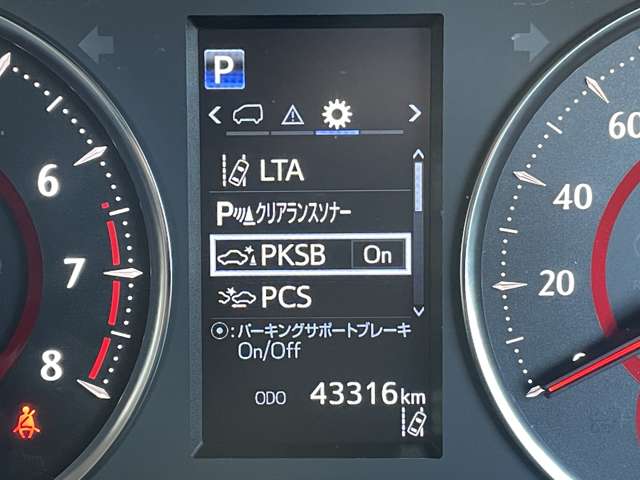 P
LTA
P クリアランスソナー
PKSB On
PCS
:パーキングサポートブレーキ
On/Off
ODO 43316km
6
7
8
60
40
20